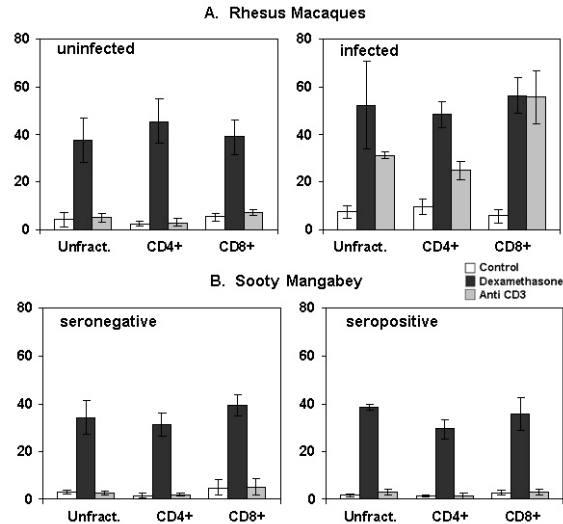 A. Rhesus Macaques
uninfected
infected
80
60
40
20
0
Unfract. CD4+ CD8+
80
60
40
20
0
Unfract. CD4+ CD8+
B. Sooty Mangabey
Control
Dexamethasone
Anti CD3
seronegative
seropositive
80
60
40
20
0
Unfract. CD4+ CD8+
80
60
40
20
0
Unfract. CD4+ CD8+